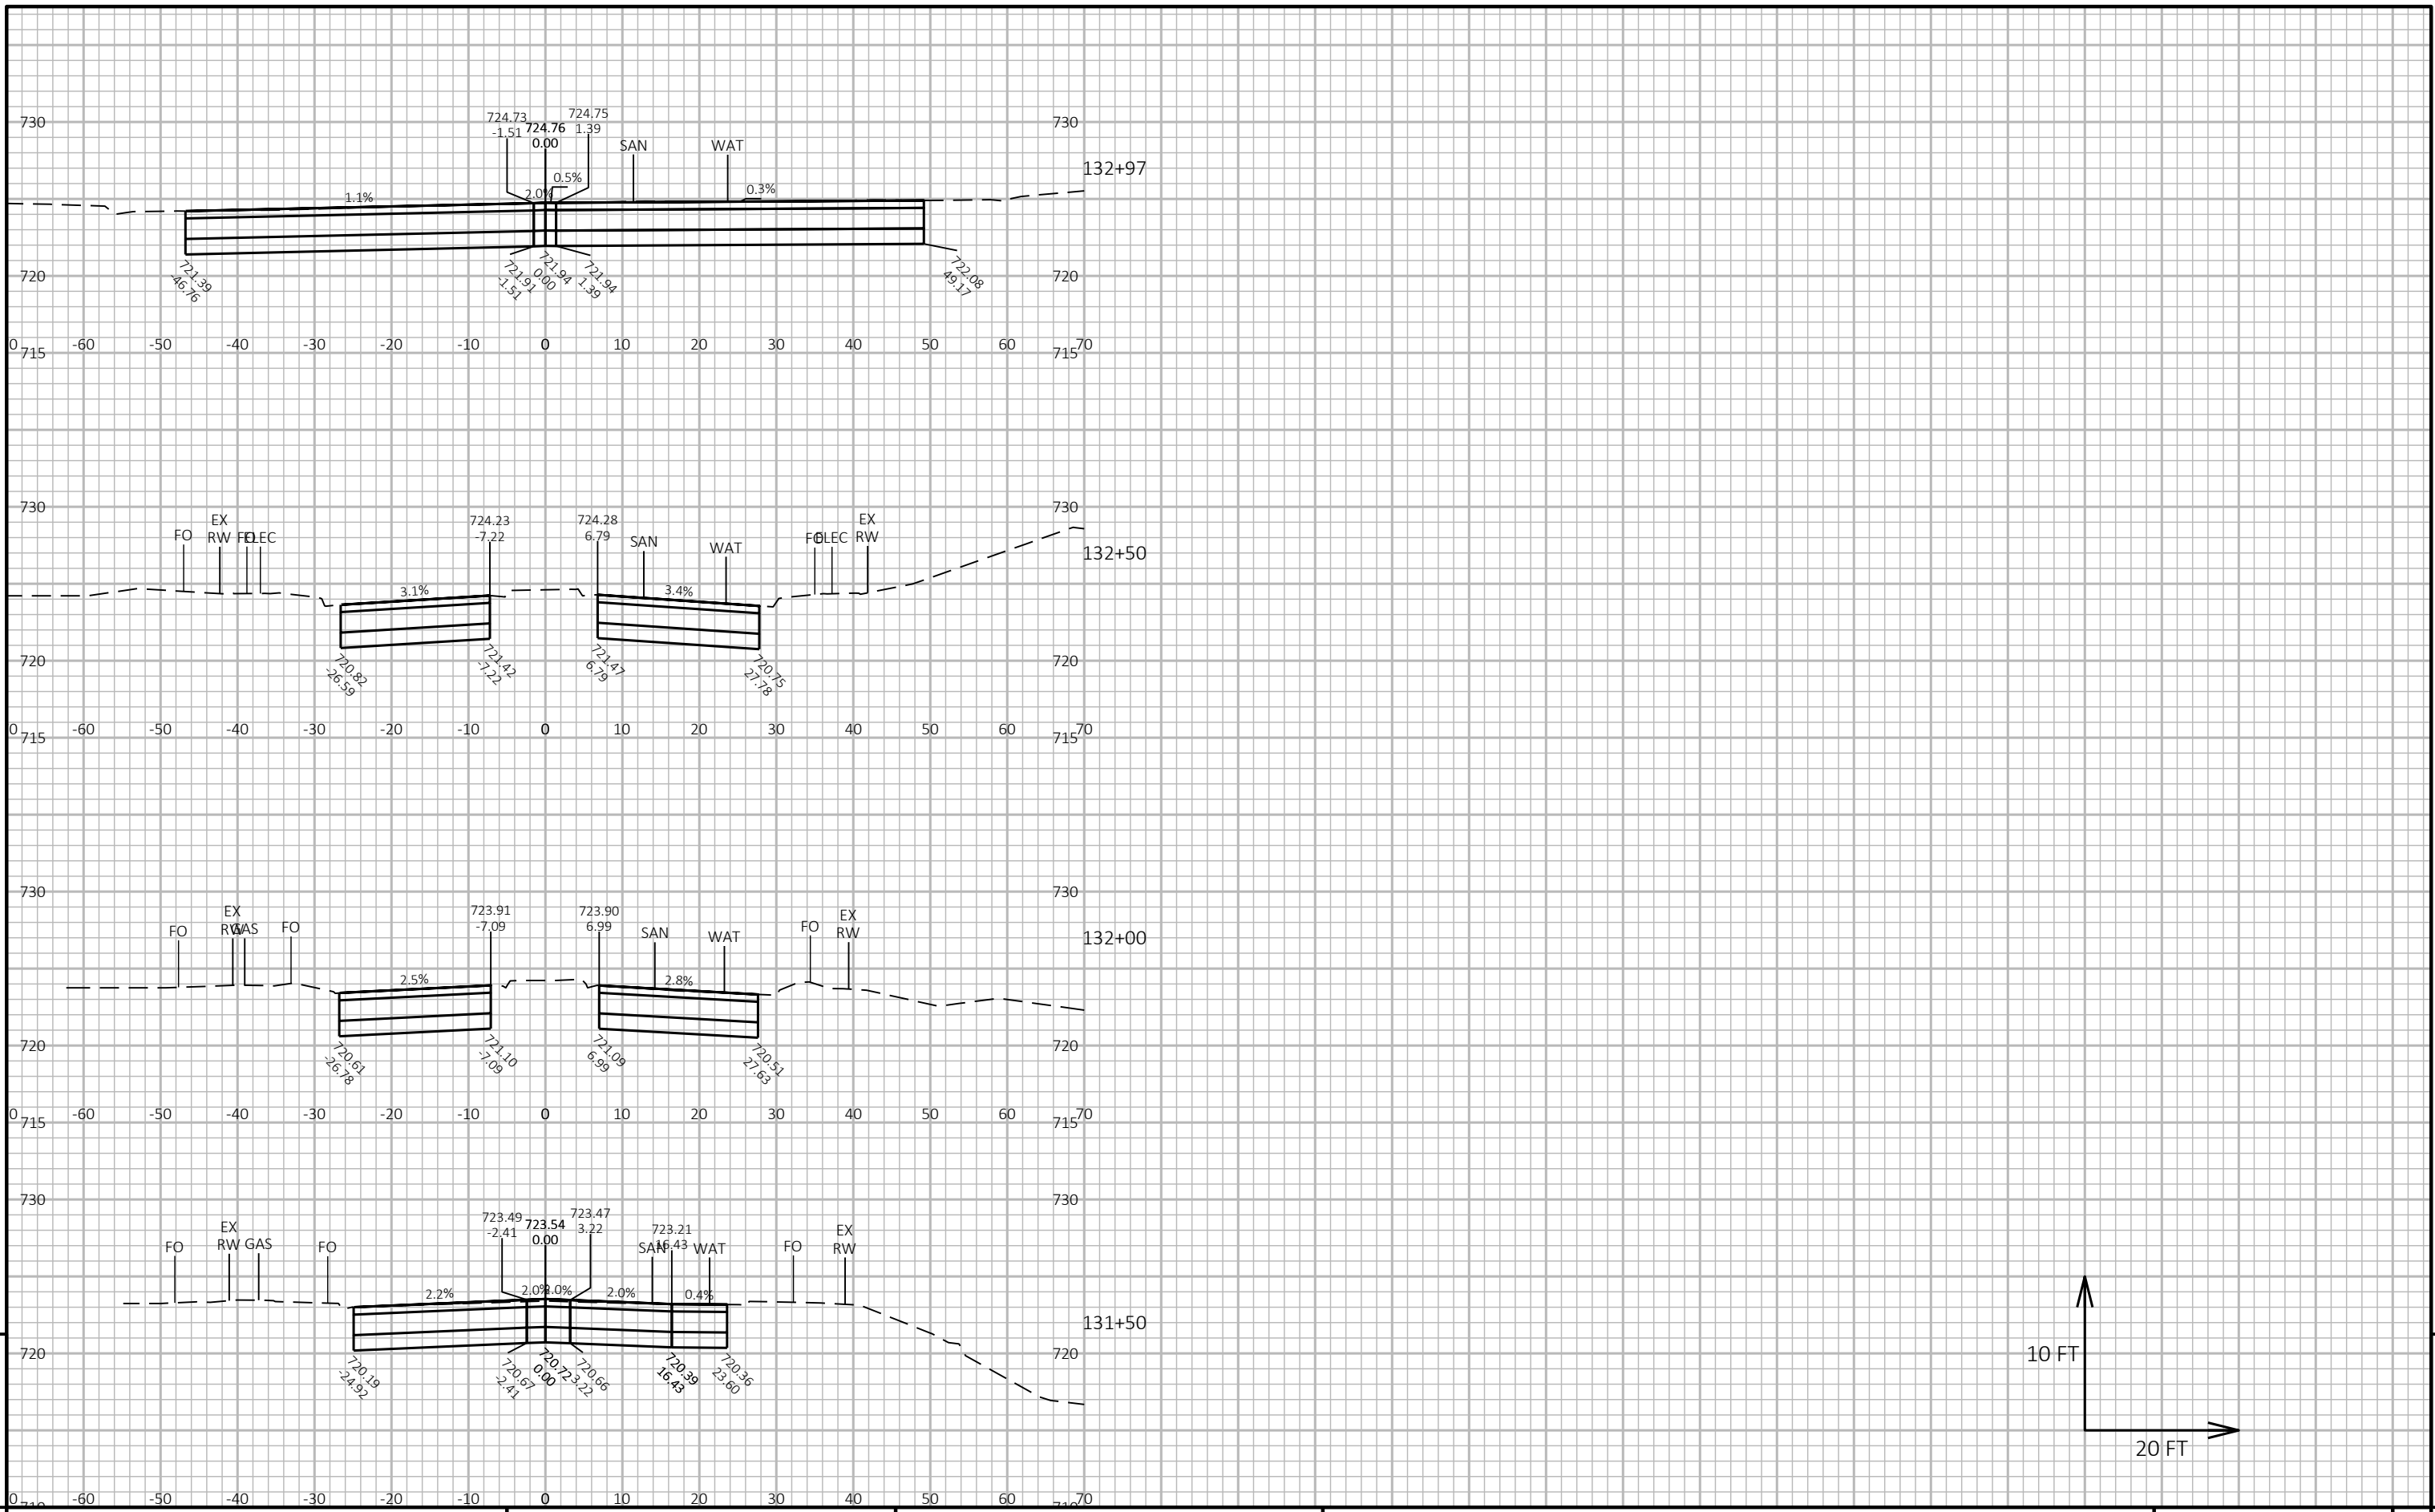 724.73
-1.51
724.76
0.00
724.75
1.39
SAN
WAT
730
730
132+97
1.1%
2.0%
0.5%
0.3%
721.39
-46.76
721.91
-1.51
721.94
0.00
721.94
1.39
722.08
49.17
720
720
0 -60 -50 -40 -30 -20 -10 0 10 20 30 40 50 60 70
715
715
730
730
FO
EX
RW
FO
ELEC
724.23
-7.22
724.28
6.79
SAN
WAT
FO
ELEC
EX
RW
132+50
3.1%
3.4%
720.82
-26.59
721.42
-7.22
721.47
6.79
720.75
27.78
720
720
0 -60 -50 -40 -30 -20 -10 0 10 20 30 40 50 60 70
715
715
730
730
FO
EX
RW
GAS
FO
723.91
-7.09
723.90
6.99
SAN
WAT
FO
EX
RW
132+00
2.5%
2.8%
720.61
-26.78
721.10
-7.09
721.09
6.99
720.51
27.63
720
720
0 -60 -50 -40 -30 -20 -10 0 10 20 30 40 50 60 70
715
715
730
730
FO
EX
RW
GAS
FO
723.49
-2.41
723.54
0.00
723.47
3.22
723.21
16.43
SAN
WAT
FO
EX
RW
131+50
2.2%
2.0%
2.0%
2.0%
0.4%
720.19
-24.92
720.67
-2.41
720.72
0.00
720.66
3.22
720.39
16.43
720.36
23.60
720
720
10 FT
20 FT
0 -60 -50 -40 -30 -20 -10 0 10 20 30 40 50 60 70
710
710